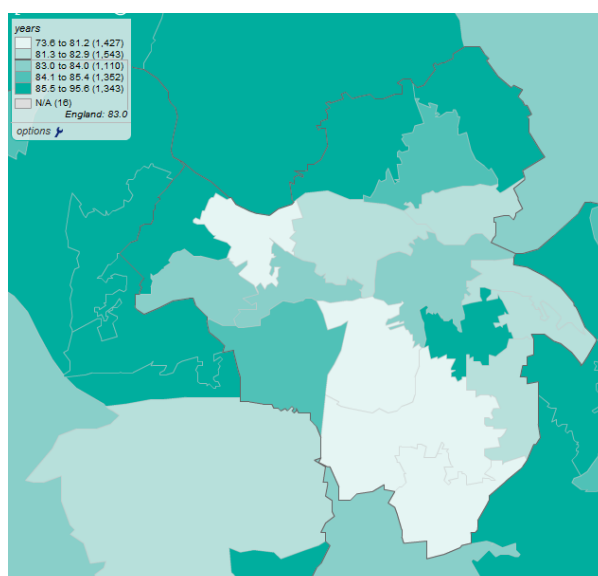 years
73.6 to 81.2 (1,427)
81.3 to 82.9 (1,543)
83.0 to 84.0 (1,110)
84.1 to 85.4 (1,352)
85.5 to 95.6 (1,343)
N/A (16)
England: 83.0
options